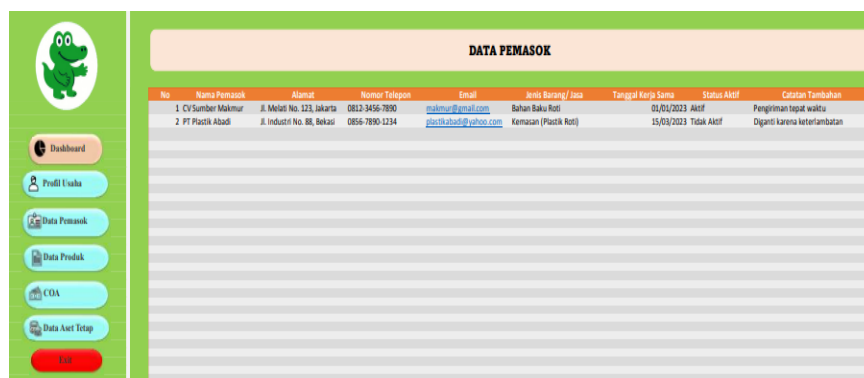 DATA PEMASOK
No Nama Pemasok Alamat Nomor Telepon Email Jenis Barang/ Jasa Tanggal Kerja Sama Status Aktif Catatan Tambahan
1 CV Sumber Makmur Jl. Melati No. 123, Jakarta 0812-3456-7890 makmur@gmail.com Bahan Baku Roti 01/01/2023 Aktif Pengiriman tepat waktu
2 PT Plastik Abadi Jl. Industri No. 88, Bekasi 0856-7890-1234 plastikabadi@yahoo.com Kemasan (Plastik Roti) 15/03/2023 Tidak Aktif Diganti karena keterlambatan
Dashboard
Profil Usaha
Data Pemasok
Data Produk
COA
Data Aset Tetap
Exit